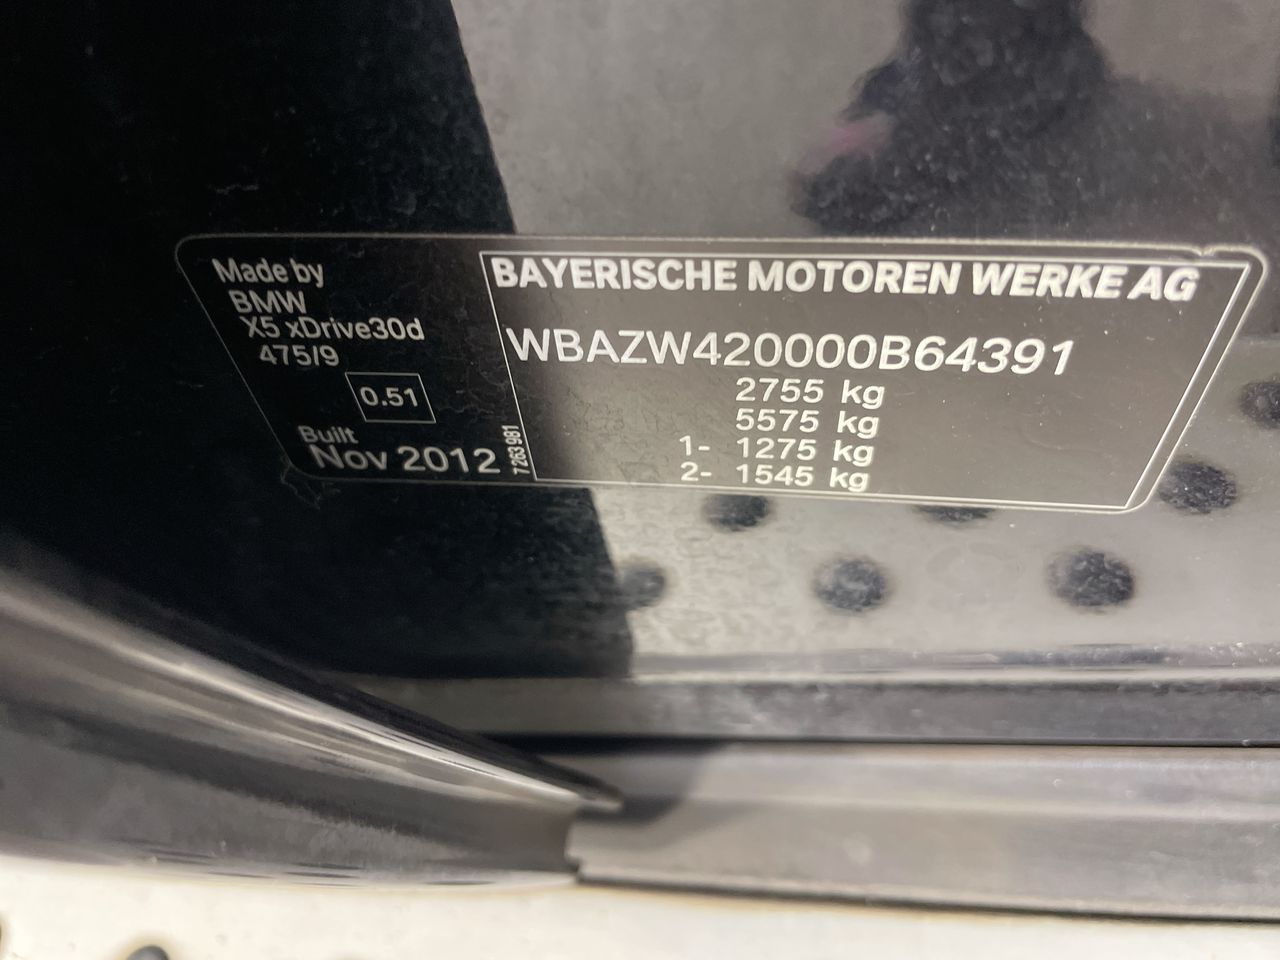 Made by
BMW
X5 xDrive30d
475/9
0.51
Built
Nov 2012
7263981
BAYERISCHE MOTOREN WERKE AG
WBAZW420000B64391
2755 kg
5575 kg
1- 1275 kg
2- 1545 kg